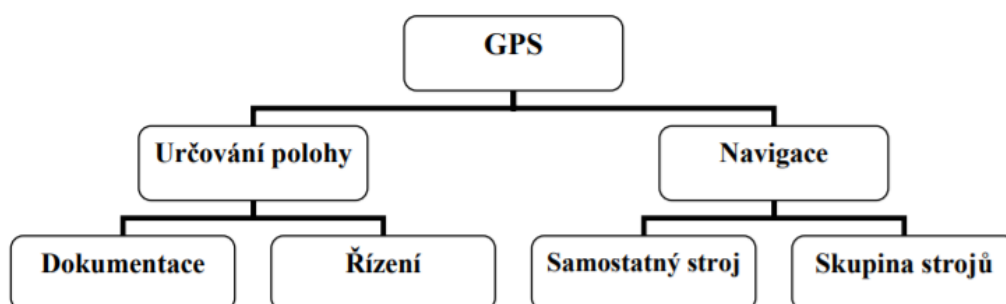 GPS
Určování polohy
Navigace
Dokumentace
Řízení
Samostatný stroj
Skupina strojů